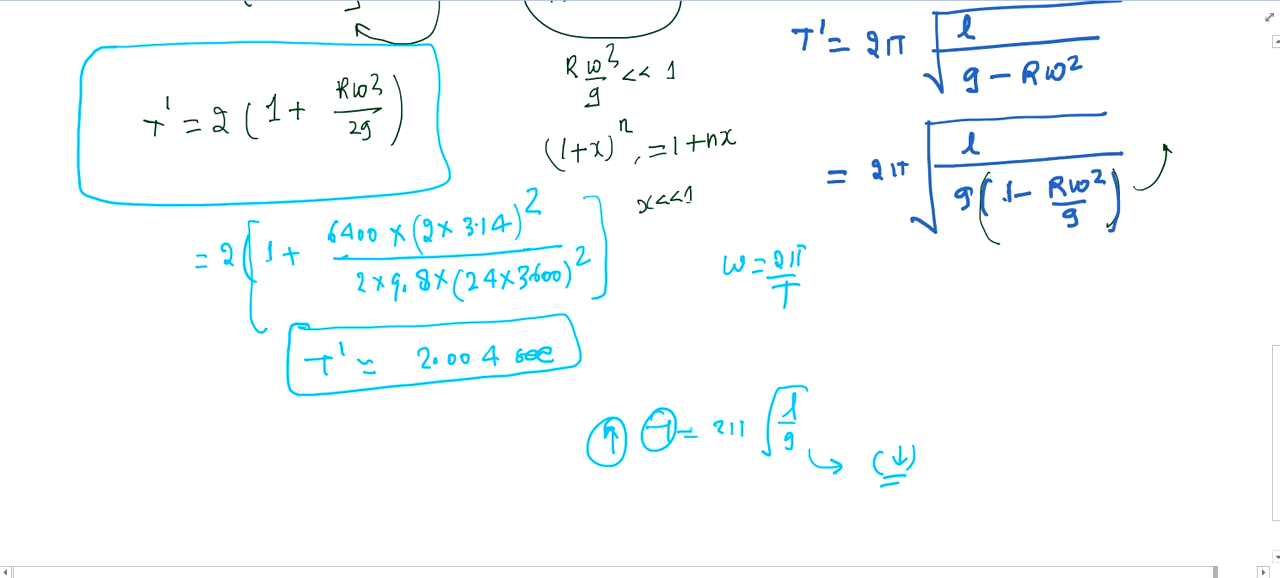 T' = 2π √(l / (g - Rω²))
Rω² / g << 1
T' = 2 (1 + Rω² / 2g)
(1+x)ⁿ, = 1+nx
x<<1
= 2π √(l / (g (1 - Rω² / g)))
= 2 [1 + 6400 × (2 × 3.14)² / (2 × 9.8 × (24 × 3600)²)]
ω = 2π / T
T' ≃ 2.004 sec
↑ T = 2π √(l / g) → (↓)